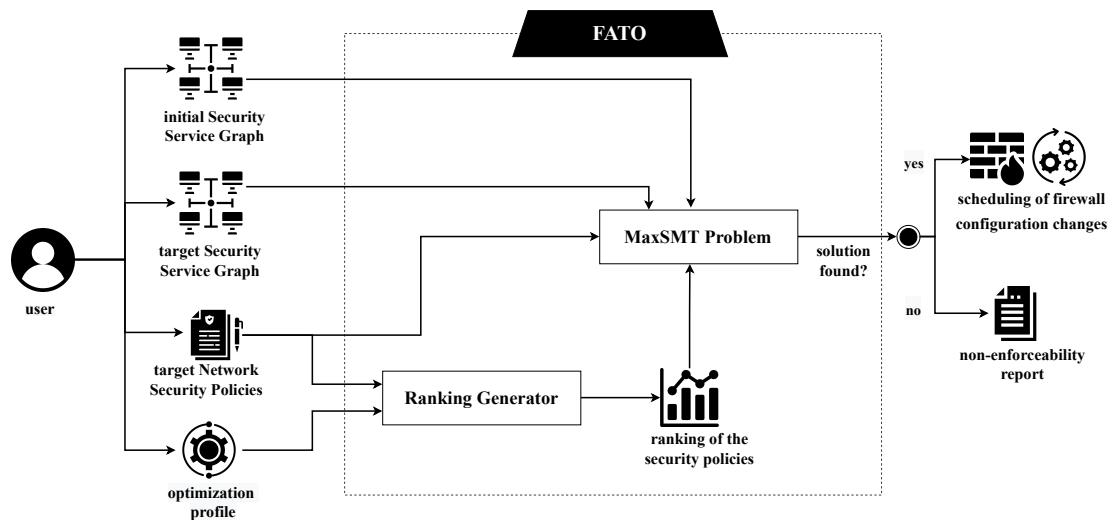 FATO
initial Security
Service Graph
target Security
Service Graph
user
target Network
Security Policies
optimization
profile
Ranking Generator
ranking of the
security policies
MaxSMT Problem
solution
found?
yes
no
scheduling of firewall
configuration changes
non-enforceability
report